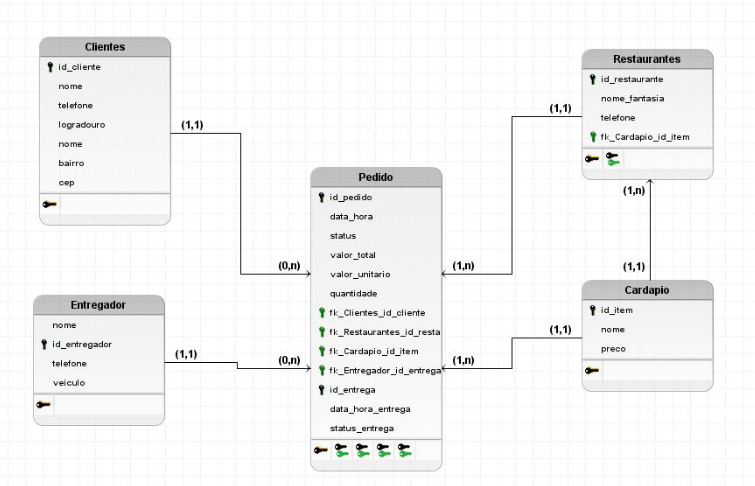 Clientes
id_cliente
nome
telefone
logradouro
nome
bairro
cep
(1,1)
(0,n)
Entregador
nome
id_entregador
telefone
veiculo
(1,1)
(0,n)
Pedido
id_pedido
data_hora
status
valor_total
valor_unitario
quantidade
fk_Clientes_id_cliente
fk_Restaurantes_id_resta
fk_Cardapio_id_item
fk_Entregador_id_entrega
id_entrega
data_hora_entrega
status_entrega
(1,1)
(1,n)
Restaurantes
id_restaurante
nome_fantasia
telefone
fk_Cardapio_id_item
(1,n)
(1,1)
Cardapio
id_item
nome
preco
(1,1)
(1,n)